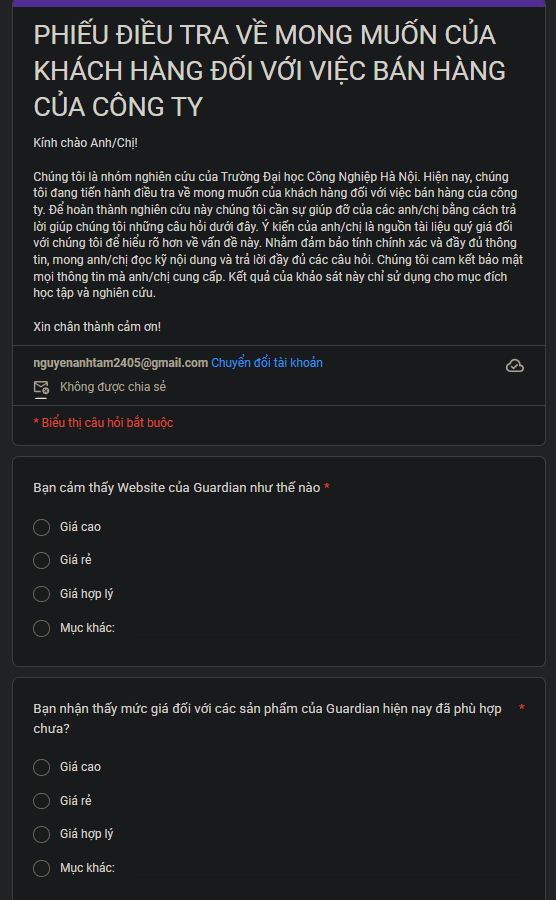 PHIẾU ĐIỀU TRA VỀ MONG MUỐN CỦA
KHÁCH HÀNG ĐỐI VỚI VIỆC BÁN HÀNG
CỦA CÔNG TY
Kính chào Anh/Chị!
Chúng tôi là nhóm nghiên cứu của Trường Đại học Công Nghiệp Hà Nội. Hiện nay, chúng
tôi đang tiến hành điều tra về mong muốn của khách hàng đối với việc bán hàng của công
ty. Để hoàn thành nghiên cứu này chúng tôi cần sự giúp đỡ của các anh/chị bằng cách trả
lời giúp chúng tôi những câu hỏi dưới đây. Ý kiến của anh/chị là nguồn tài liệu quý giá đối
với chúng tôi để hiểu rõ hơn về vấn đề này. Nhằm đảm bảo tính chính xác và đầy đủ thông
tin, mong anh/chị đọc kỹ nội dung và trả lời đầy đủ các câu hỏi. Chúng tôi cam kết bảo mật
mọi thông tin mà anh/chị cung cấp. Kết quả của khảo sát này chỉ sử dụng cho mục đích
học tập và nghiên cứu.
Xin chân thành cảm ơn!
nguyenanhtam2405@gmail.com Chuyển đổi tài khoản
Không được chia sẻ
* Biểu thị câu hỏi bắt buộc
Bạn cảm thấy Website của Guardian như thế nào *
Giá cao
Giá rẻ
Giá hợp lý
Mục khác:
Bạn nhận thấy mức giá đối với các sản phẩm của Guardian hiện nay đã phù hợp *
chưa?
Giá cao
Giá rẻ
Giá hợp lý
Mục khác: